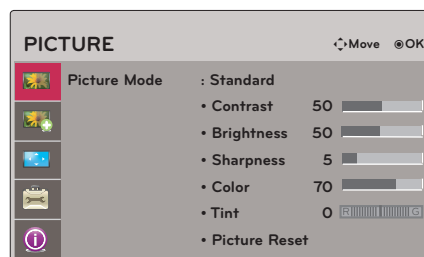 PICTURE Move ◉OK
Picture Mode : Standard
• Contrast 50
• Brightness 50
• Sharpness 5
• Color 70
• Tint 0 R G
• Picture Reset